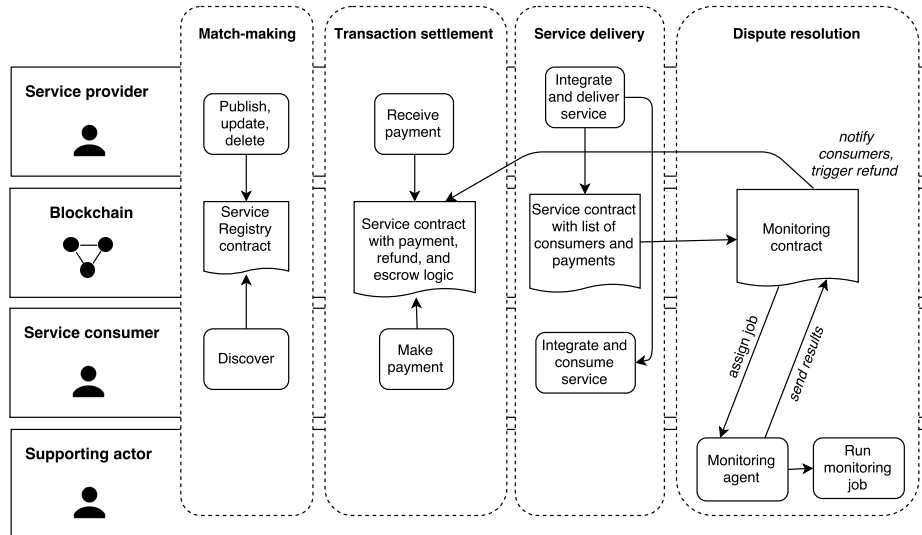 Match-making
Transaction settlement
Service delivery
Dispute resolution
Service provider
Publish,
update,
delete
Receive
payment
Integrate
and deliver
service
notify
consumers,
trigger refund
Blockchain
Service
Registry
contract
Service contract
with payment,
refund, and
escrow logic
Service contract
with list of
consumers and
payments
Monitoring
contract
Service consumer
Discover
Make
payment
Integrate and
consume
service
assign job
send results
Supporting actor
Monitoring
agent
Run
monitoring
job